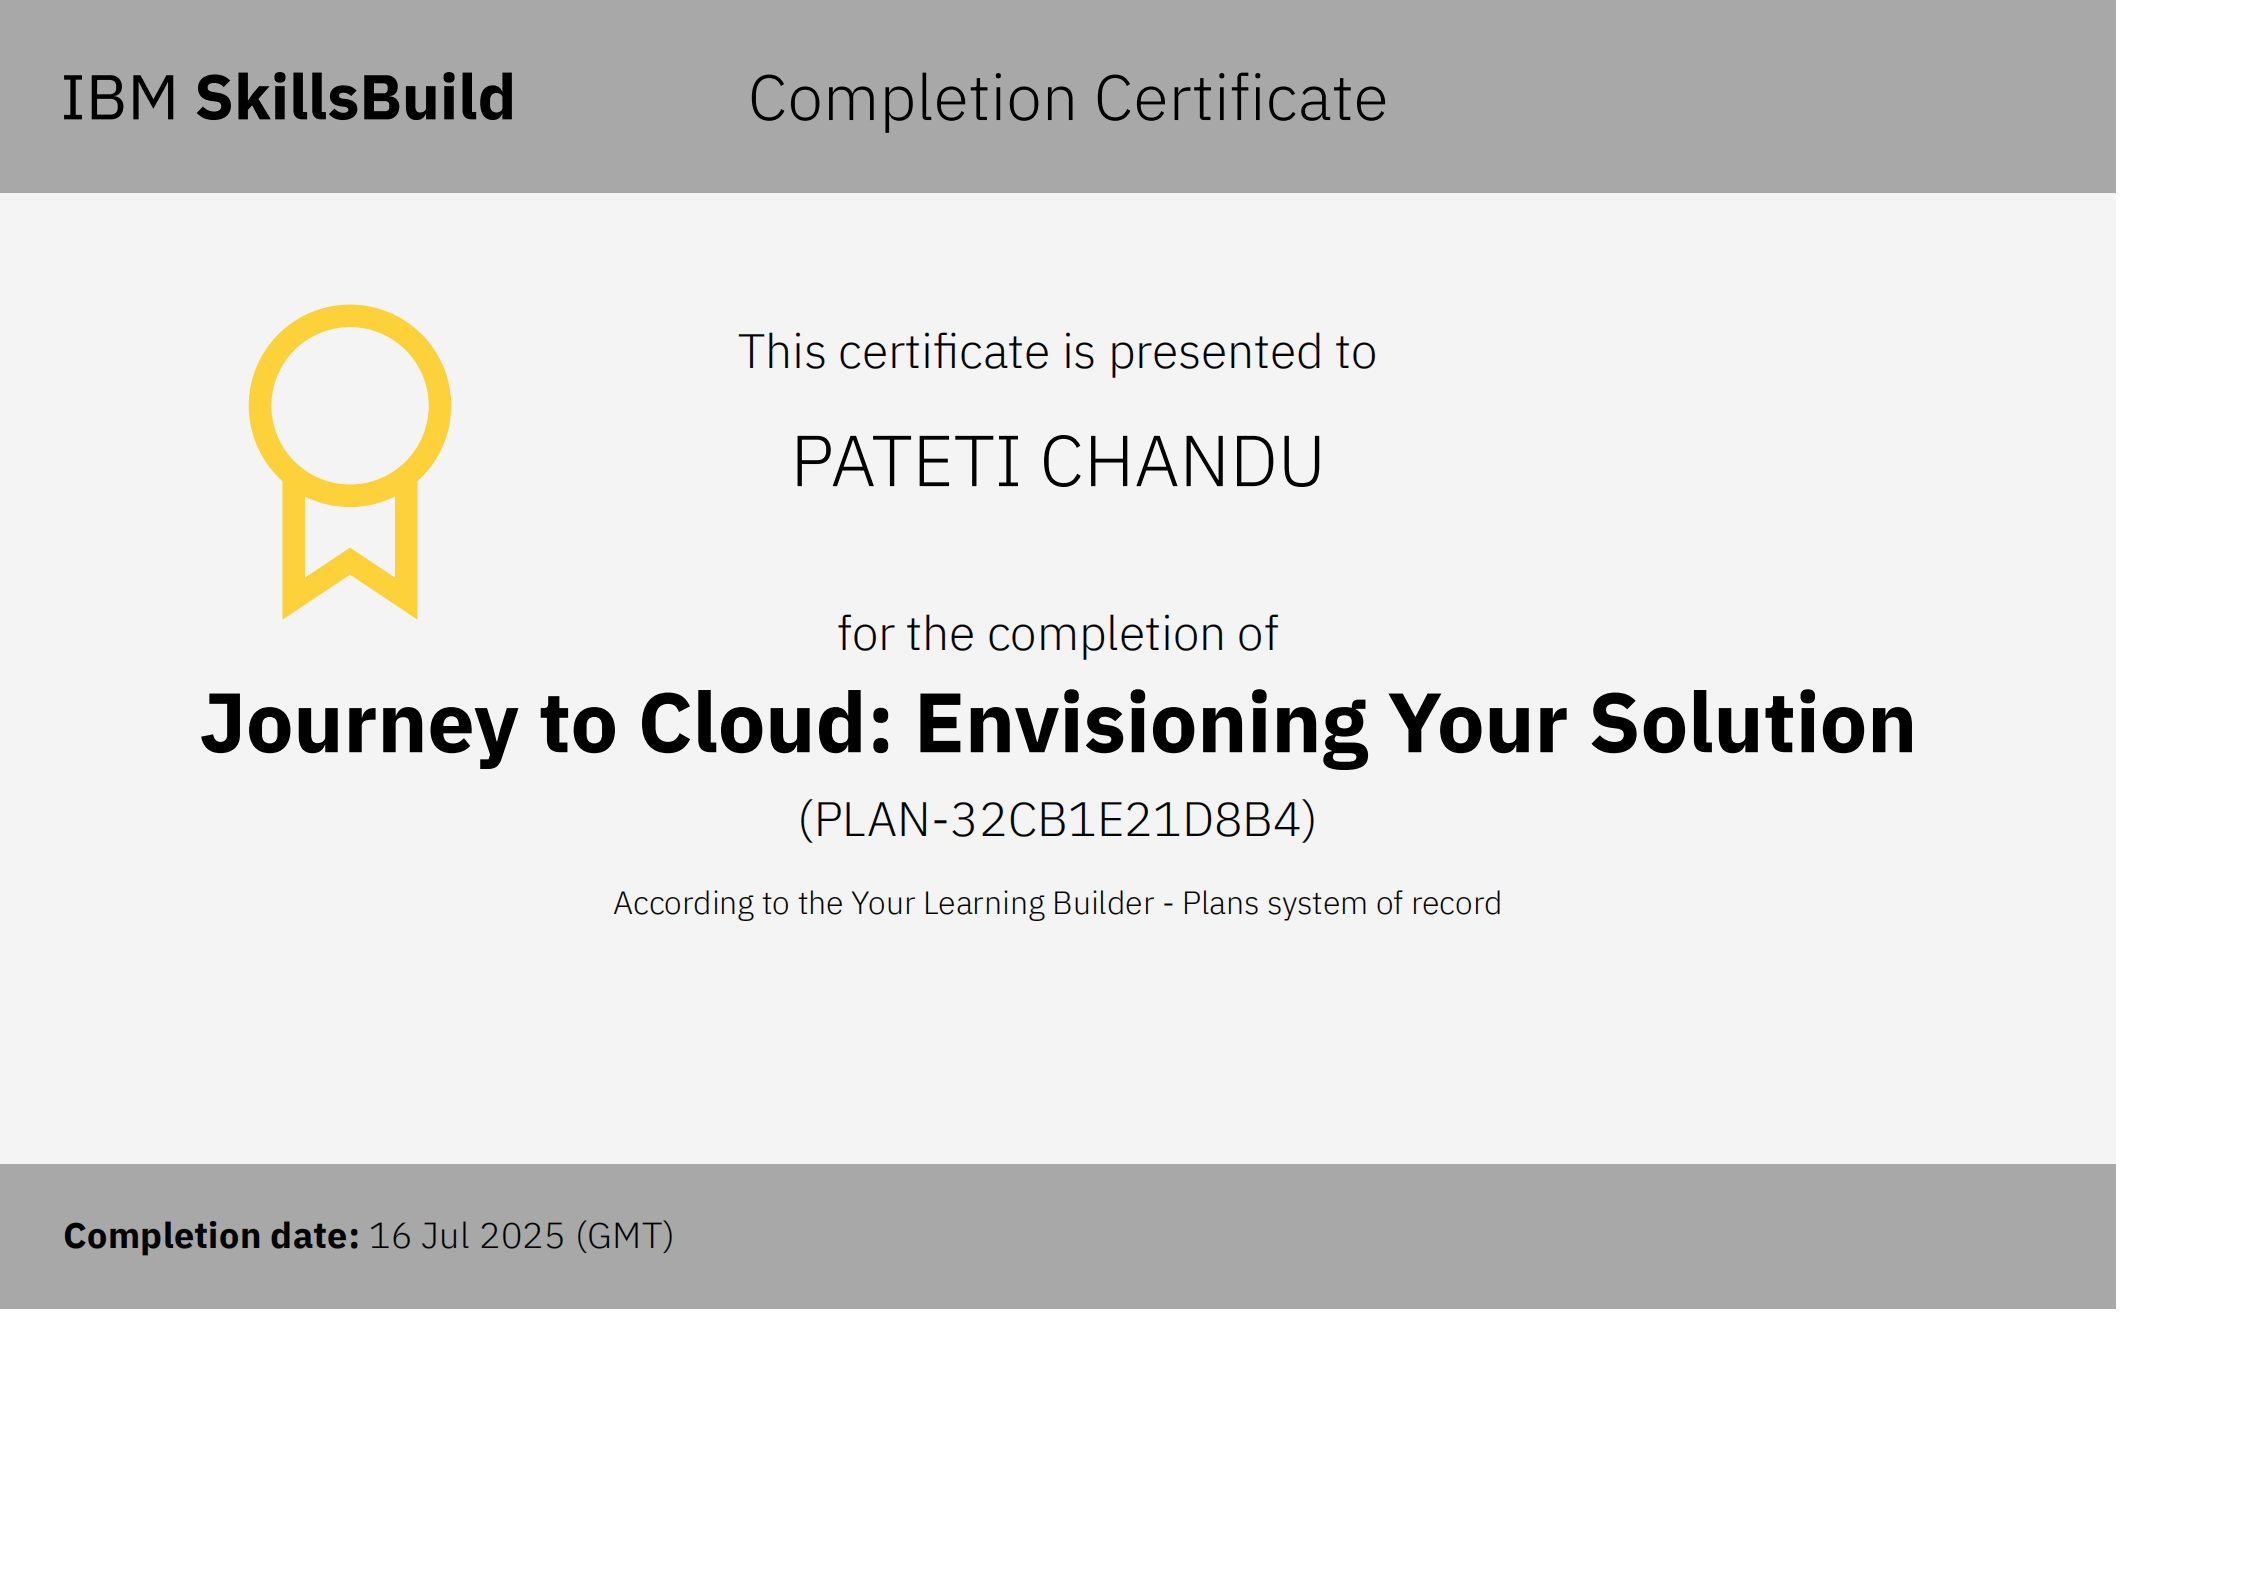 IBM SkillsBuild
Completion Certificate
This certificate is presented to
PATETI CHANDU
for the completion of
Journey to Cloud: Envisioning Your Solution
(PLAN-32CB1E21D8B4)
According to the Your Learning Builder - Plans system of record
Completion date: 16 Jul 2025 (GMT)